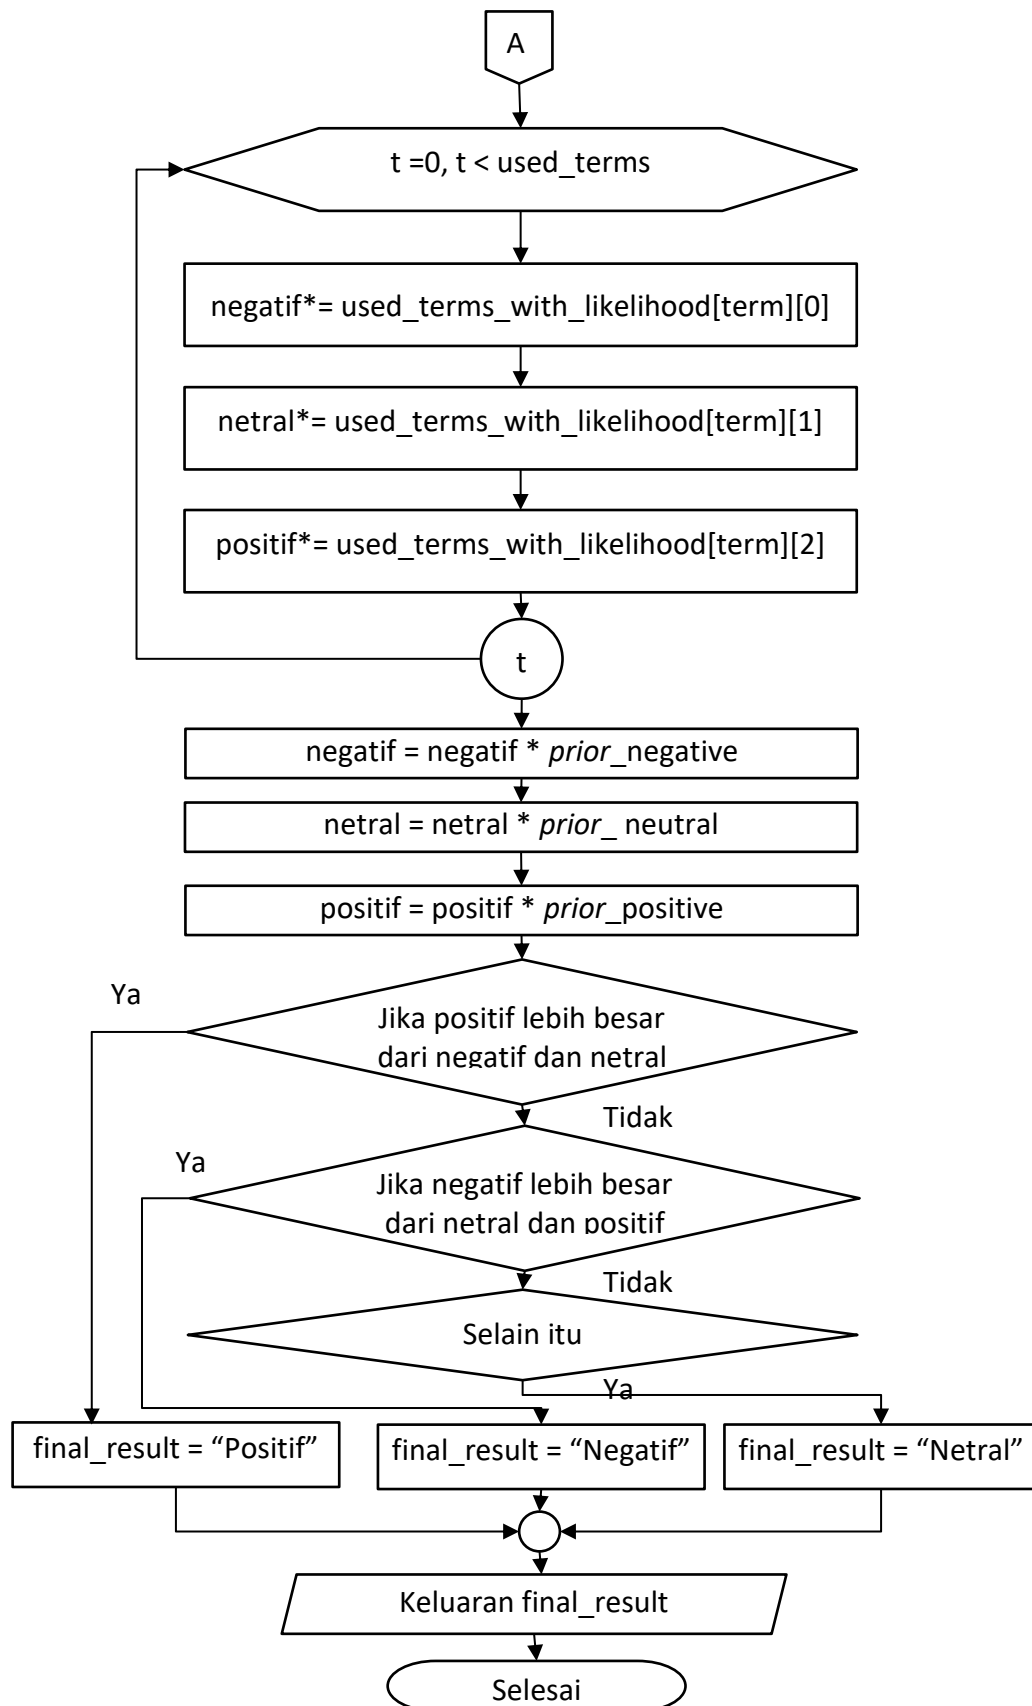 A
t =0, t < used_terms
negatif*= used_terms_with_likelihood[term][0]
netral*= used_terms_with_likelihood[term][1]
positif*= used_terms_with_likelihood[term][2]
t
negatif = negatif * prior_negative
netral = netral * prior_ neutral
positif = positif * prior_positive
Ya
Jika positif lebih besar
dari negatif dan netral
Tidak
Ya
Jika negatif lebih besar
dari netral dan positif
Tidak
Selain itu
Ya
final_result = “Positif”
final_result = “Negatif”
final_result = “Netral”
Keluaran final_result
Selesai